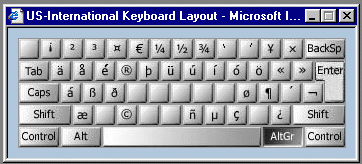 US-International Keyboard Layout - Microsoft I...
¡ ² ³ ¤ € ¼ ½ ¾ ‘ ’ ¥ × BackSp
Tab ä å é ® þ ü ú í ó ö « » Enter
Caps á ß ð ø ¶ ´ ¬
Shift æ © ñ µ ç ¿ Shift
Control Alt AltGr Control